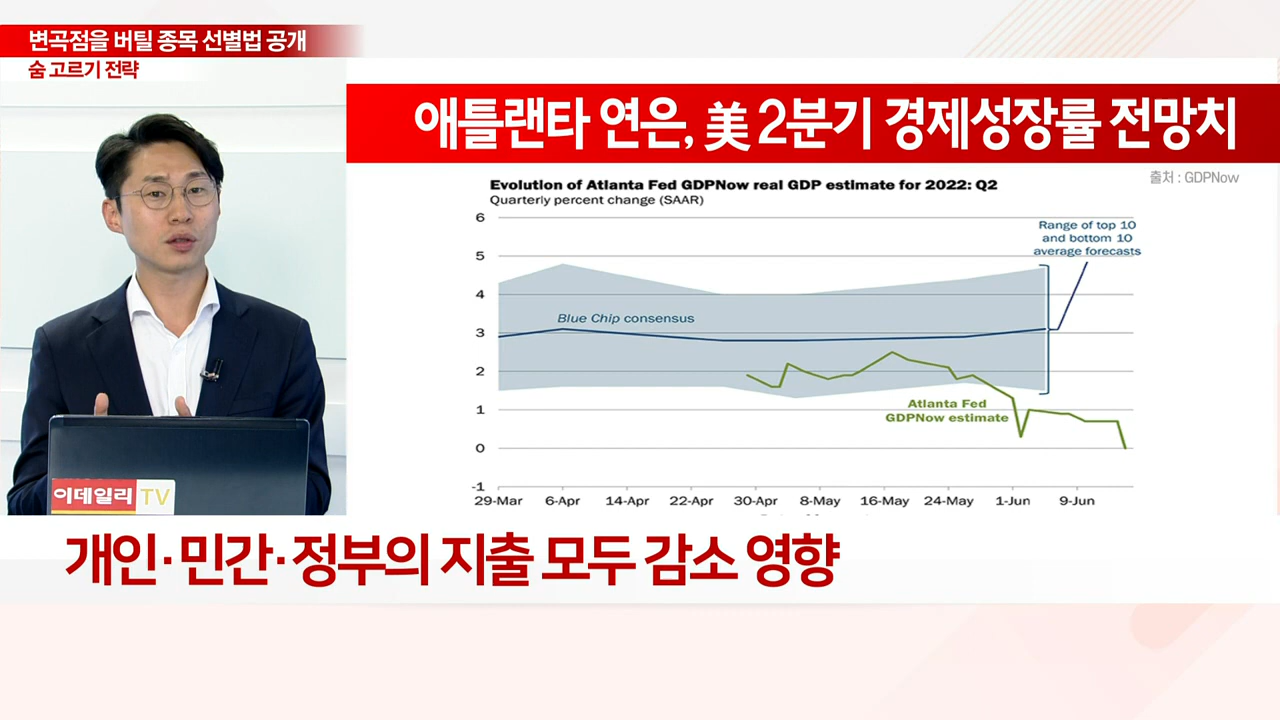 변곡점을 버틸 종목 선별법 공개
숨 고르기 전략
애틀랜타 연은, 美 2분기 경제성장률 전망치
출처 : GDPNow
Evolution of Atlanta Fed GDPNow real GDP estimate for 2022: Q2
Quarterly percent change (SAAR)
6
5
4
3
2
1
0
-1
Range of top 10
and bottom 10
average forecasts
Blue Chip consensus
Atlanta Fed
GDPNow estimate
29-Mar 6-Apr 14-Apr 22-Apr 30-Apr 8-May 16-May 24-May 1-Jun 9-Jun
이데일리 TV
개인·민간·정부의 지출 모두 감소 영향